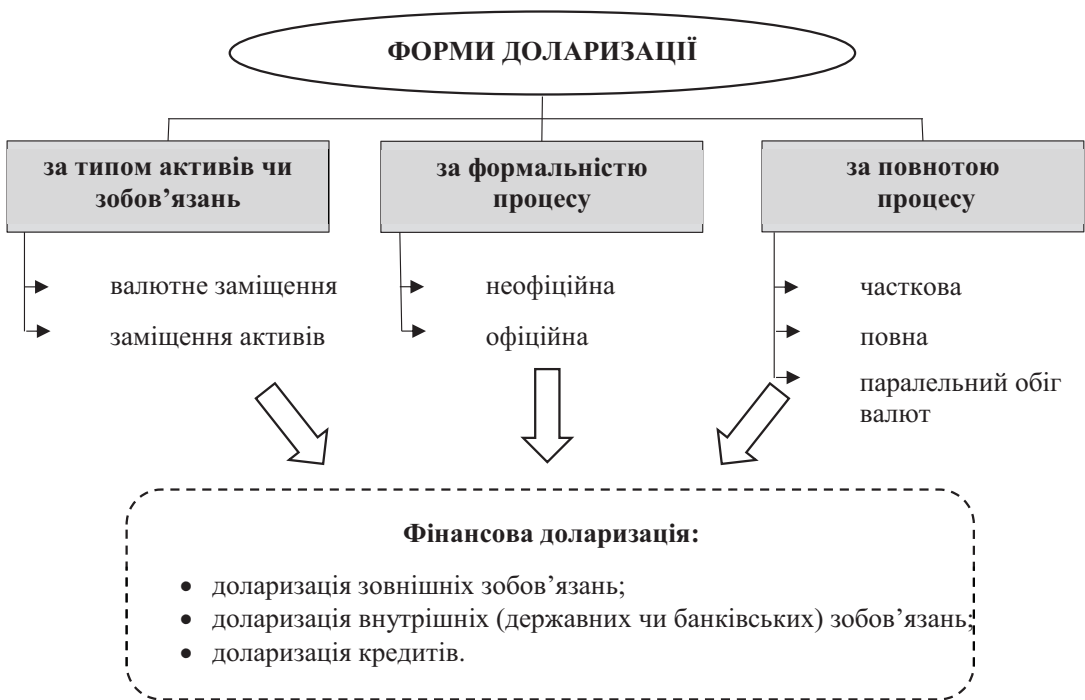 ФОРМИ ДОЛАРИЗАЦІЇ
за типом активів чи
зобов’язань
за формальністю
процесу
за повнотою
процесу
валютне заміщення
заміщення активів
неофіційна
офіційна
часткова
повна
паралельний обіг
валют
Фінансова доларизація:
• доларизація зовнішніх зобов’язань;
• доларизація внутрішніх (державних чи банківських) зобов’язань;
• доларизація кредитів.